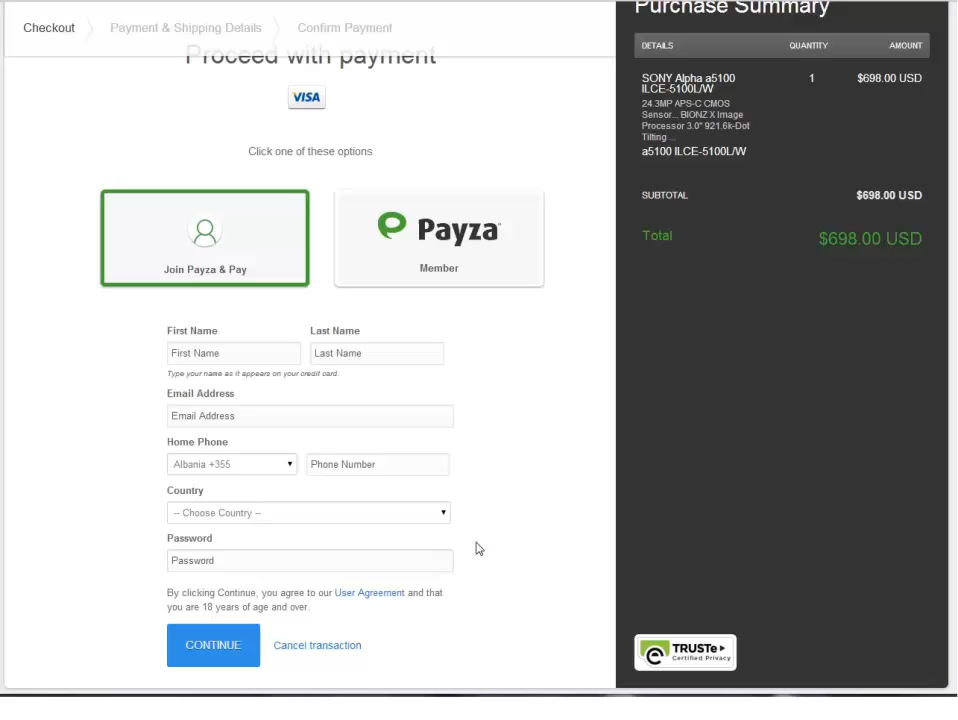 Checkout
Payment & Shipping Details
Confirm Payment
Proceed with payment
VISA
Click one of these options
Join Payza & Pay
Payza
Member
First Name
Last Name
First Name
Last Name
Type your name as it appears on your credit card.
Email Address
Email Address
Home Phone
Albania +355
Phone Number
Country
-- Choose Country --
Password
Password
By clicking Continue, you agree to our User Agreement and that
you are 18 years of age and over.
CONTINUE
Cancel transaction
Purchase Summary
DETAILS
QUANTITY
AMOUNT
SONY Alpha a5100
ILCE-5100L/W
1
$698.00 USD
24.3MP APS-C CMOS
Sensor... BIONZ X Image
Processor 3.0" 921.6k-Dot
Tilting ...
a5100 ILCE-5100L/W
SUBTOTAL
$698.00 USD
Total
$698.00 USD
TRUSTe
Certified Privacy